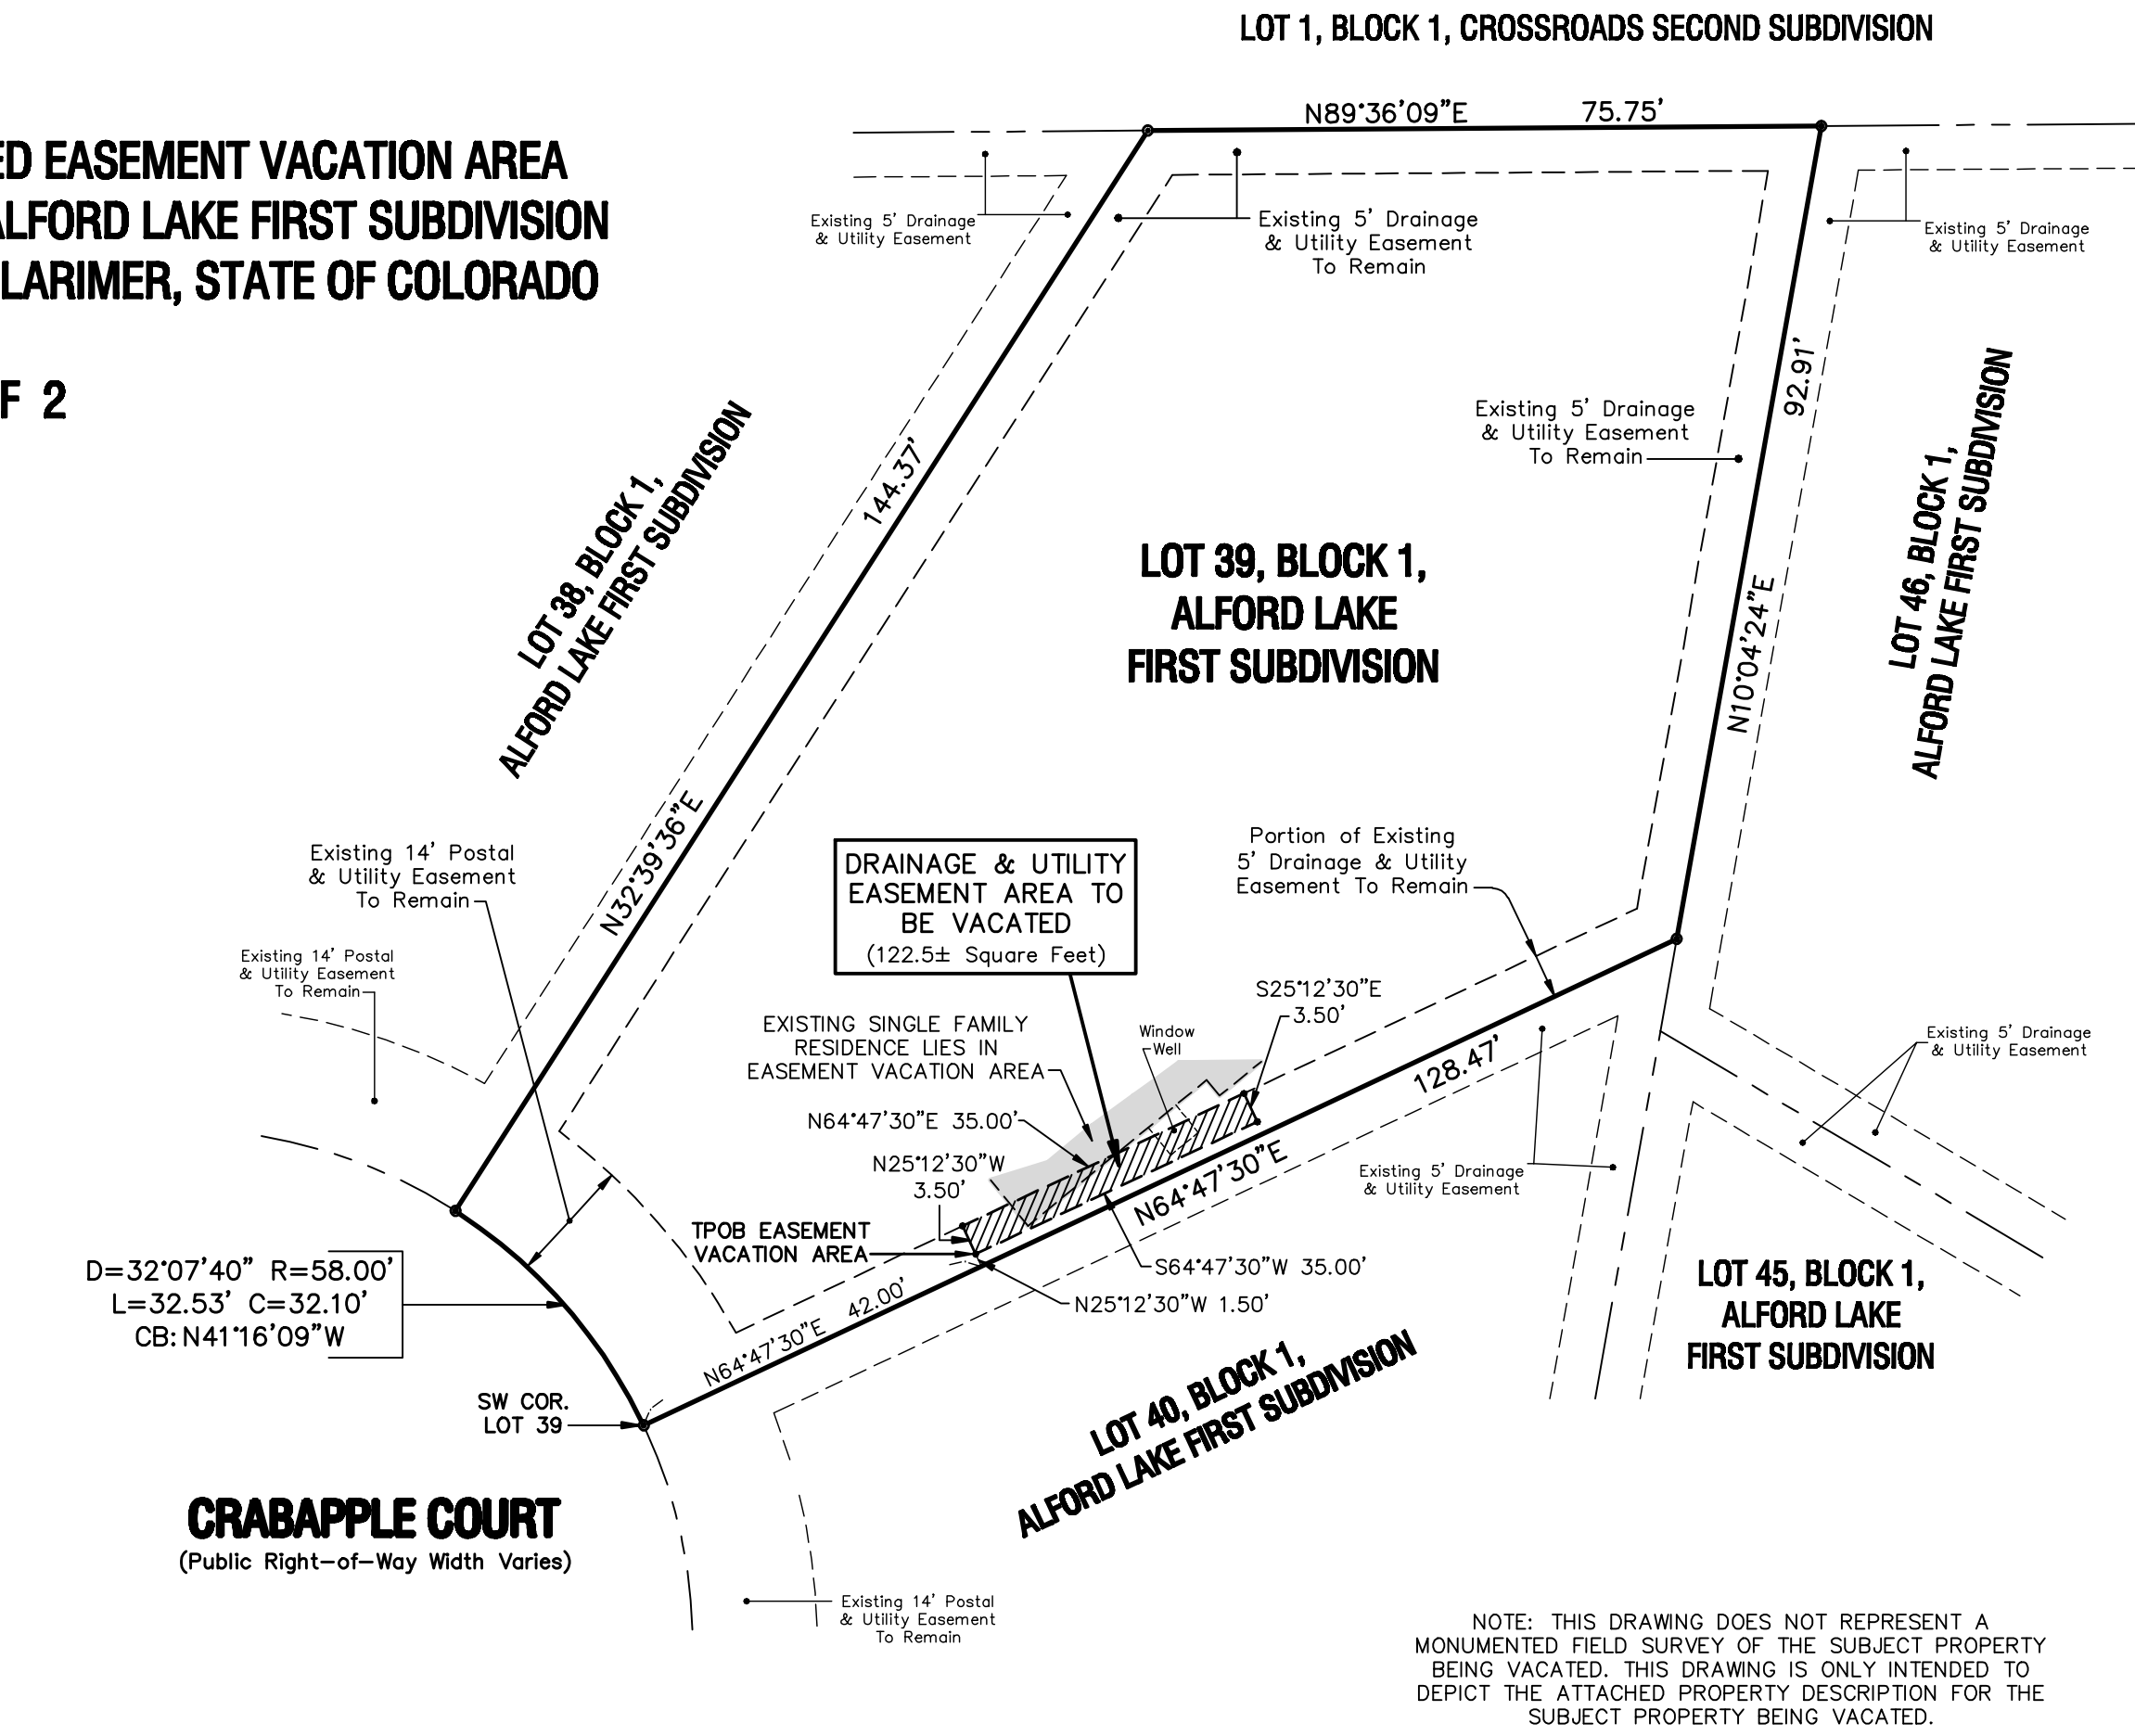 LOT 1, BLOCK 1, CROSSROADS SECOND SUBDIVISION
N89°36'09"E 75.75'
EASEMENT VACATION AREA
ALFORD LAKE FIRST SUBDIVISION
LARIMER, STATE OF COLORADO
2
Existing 5' Drainage
& Utility Easement
Existing 5' Drainage
& Utility Easement
To Remain
Existing 5' Drainage
& Utility Easement
92.91'
Existing 5' Drainage
& Utility Easement
To Remain
144.37'
LOT 38, BLOCK 1,
ALFORD LAKE FIRST SUBDIVISION
LOT 39, BLOCK 1,
ALFORD LAKE
FIRST SUBDIVISION
N10°04'24"E
LOT 46, BLOCK 1,
ALFORD LAKE FIRST SUBDIVISION
N32°39'36"E
Existing 14' Postal
& Utility Easement
To Remain
Existing 14' Postal
& Utility Easement
To Remain
DRAINAGE & UTILITY
EASEMENT AREA TO
BE VACATED
(122.5± Square Feet)
Portion of Existing
5' Drainage & Utility
Easement To Remain
S25°12'30"E
3.50'
EXISTING SINGLE FAMILY
RESIDENCE LIES IN
EASEMENT VACATION AREA
Window
Well
128.47'
Existing 5' Drainage
& Utility Easement
N64°47'30"E 35.00'
N25°12'30"W
3.50'
N64°47'30"E
Existing 5' Drainage
& Utility Easement
TPOB EASEMENT
VACATION AREA
S64°47'30"W 35.00'
N25°12'30"W 1.50'
D=32°07'40" R=58.00'
L=32.53' C=32.10'
CB: N41°16'09"W
N64°47'30"E 42.00'
LOT 45, BLOCK 1,
ALFORD LAKE
FIRST SUBDIVISION
SW COR.
LOT 39
LOT 40, BLOCK 1,
ALFORD LAKE FIRST SUBDIVISION
CRABAPPLE COURT
(Public Right-of-Way Width Varies)
Existing 14' Postal
& Utility Easement
To Remain
NOTE: THIS DRAWING DOES NOT REPRESENT A
MONUMENTED FIELD SURVEY OF THE SUBJECT PROPERTY
BEING VACATED. THIS DRAWING IS ONLY INTENDED TO
DEPICT THE ATTACHED PROPERTY DESCRIPTION FOR THE
SUBJECT PROPERTY BEING VACATED.